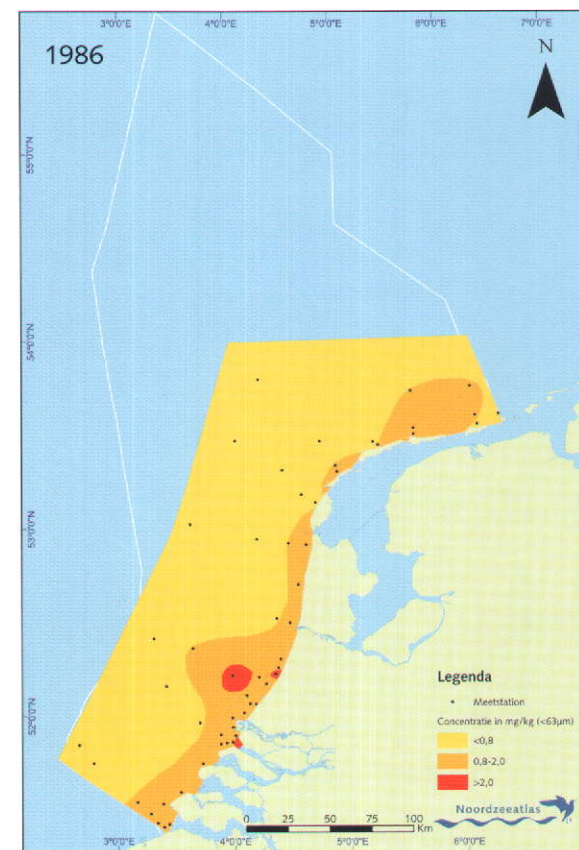 3°0'0"E 4°0'0"E 5°0'0"E 6°0'0"E 7°0'0"E
1986
N
55°0'0"N
54°0'0"N
53°0'0"N
52°0'0"N
Legenda
Meetstation
Concentratie in mg/kg (<63µm)
<0,8
0,8-2,0
>2,0
Noordzeeatlas
0 25 50 75 100
Km
3°0'0"E 4°0'0"E 5°0'0"E 6°0'0"E